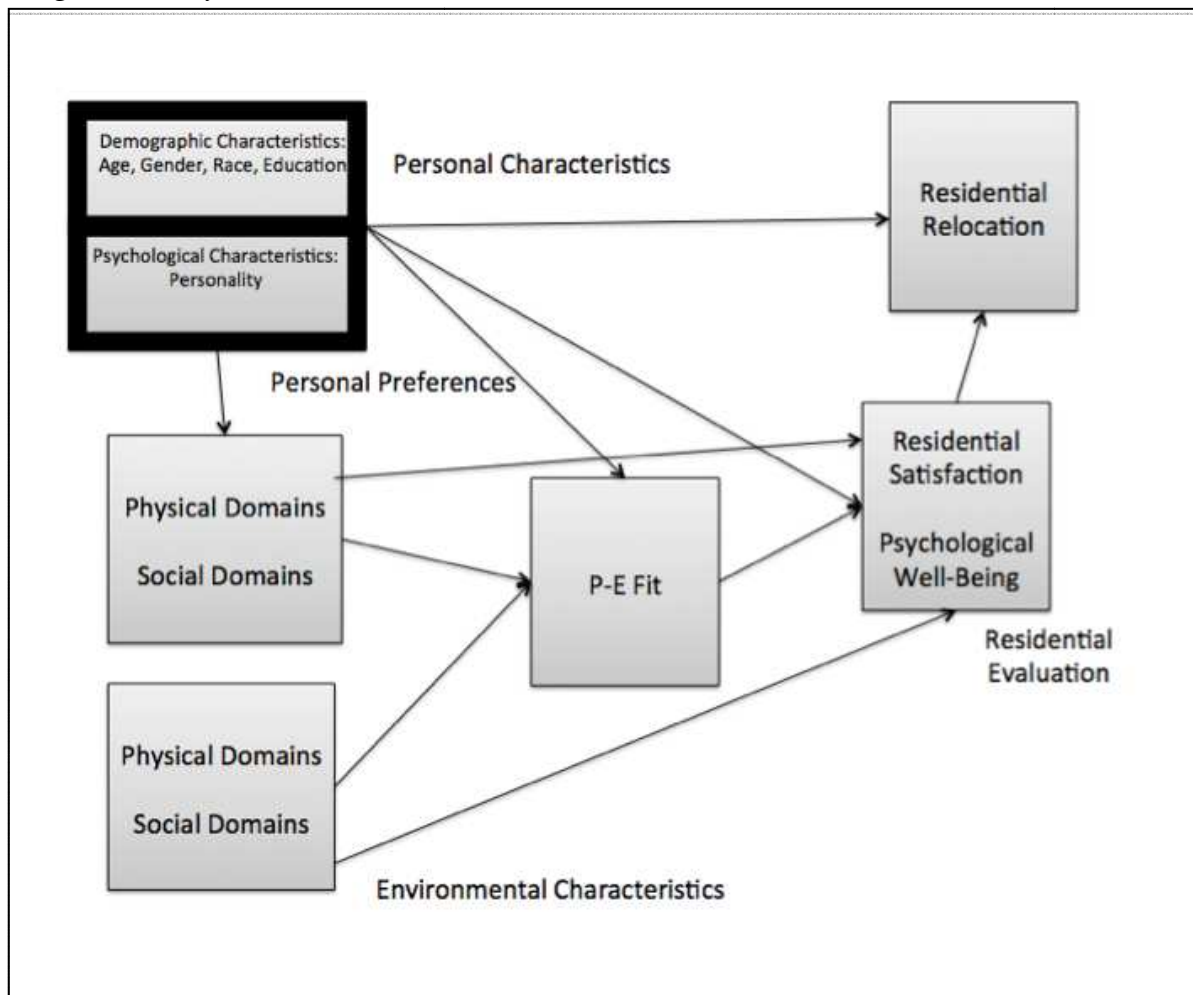 Demographic Characteristics:
Age, Gender, Race, Education
Psychological Characteristics:
Personality
Personal Characteristics
Residential
Relocation
Personal Preferences
Physical Domains
Social Domains
P-E Fit
Residential
Satisfaction
Psychological
Well-Being
Residential
Evaluation
Physical Domains
Social Domains
Environmental Characteristics